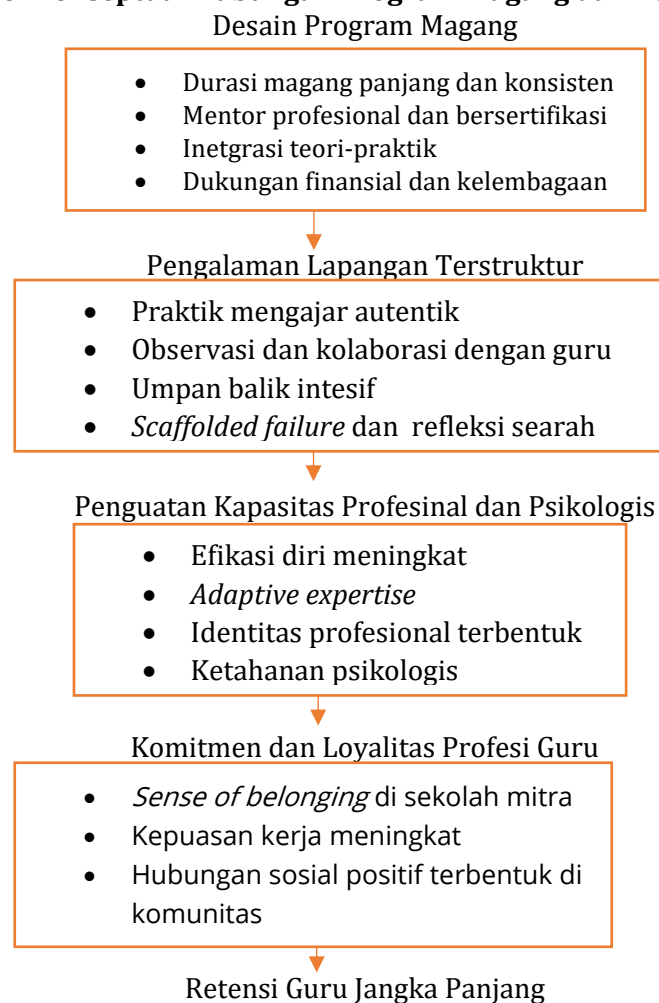 Desain Program Magang
• Durasi magang panjang dan konsisten
• Mentor profesional dan bersertifikasi
• Inetgrasi teori-praktik
• Dukungan finansial dan kelembagaan
Pengalaman Lapangan Terstruktur
• Praktik mengajar autentik
• Observasi dan kolaborasi dengan guru
• Umpan balik intesif
• Scaffolded failure dan refleksi searah
Penguatan Kapasitas Profesinal dan Psikologis
• Efikasi diri meningkat
• Adaptive expertise
• Identitas profesional terbentuk
• Ketahanan psikologis
Komitmen dan Loyalitas Profesi Guru
• Sense of belonging di sekolah mitra
• Kepuasan kerja meningkat
• Hubungan sosial positif terbentuk di
komunitas
Retensi Guru Jangka Panjang